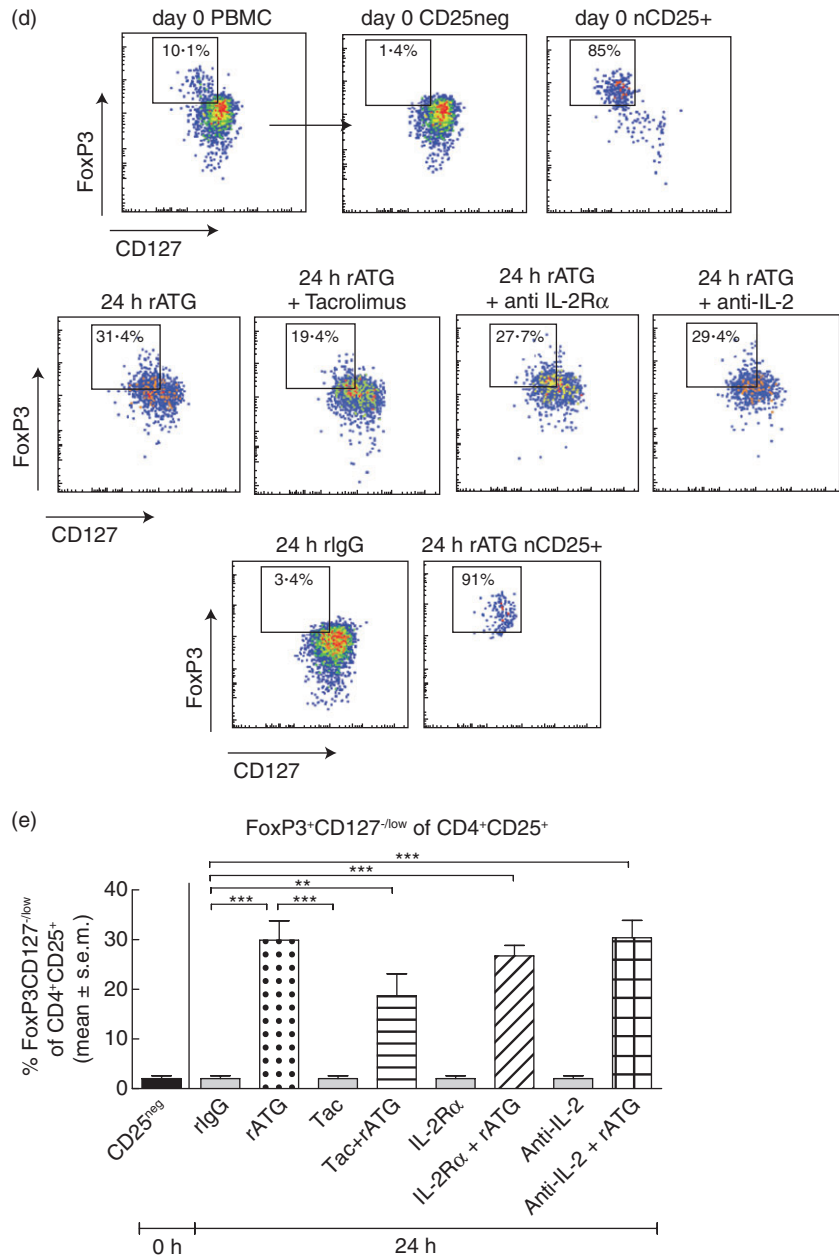 (d)
day 0 PBMC
day 0 CD25neg
day 0 nCD25+
10·1%
1·4%
85%
FoxP3
CD127
24 h rATG
24 h rATG
+ Tacrolimus
24 h rATG
+ anti IL-2Rα
24 h rATG
+ anti-IL-2
31·4%
19·4%
27·7%
29·4%
FoxP3
CD127
24 h rIgG
24 h rATG nCD25+
3·4%
91%
FoxP3
CD127
(e)
FoxP3⁺CD127⁻/ˡᵒʷ of CD4⁺CD25⁺
***
***
**
***
***
% FoxP3CD127⁻/ˡᵒʷ
of CD4⁺CD25⁺
(mean ± s.e.m.)
40
30
20
10
0
CD25ⁿᵉᵍ
rIgG
rATG
Tac
Tac+rATG
IL-2Rα
IL-2Rα + rATG
Anti-IL-2
Anti-IL-2 + rATG
0 h
24 h